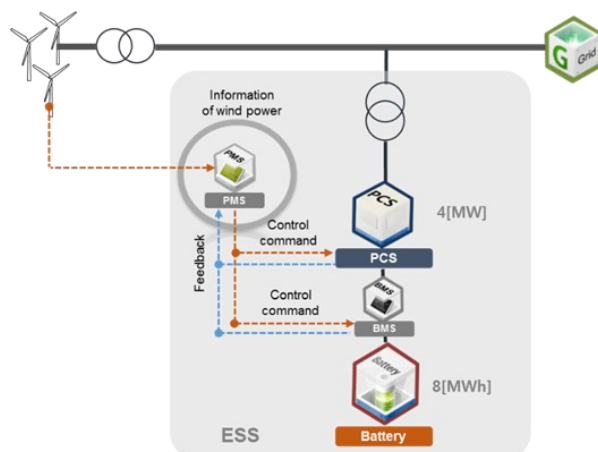 G
Grid
Information
of wind power
PMS
PMS
PCS
4[MW]
Control
command
PCS
Feedback
BMS
Control
command
BMS
Battery
8[MWh]
ESS
Battery